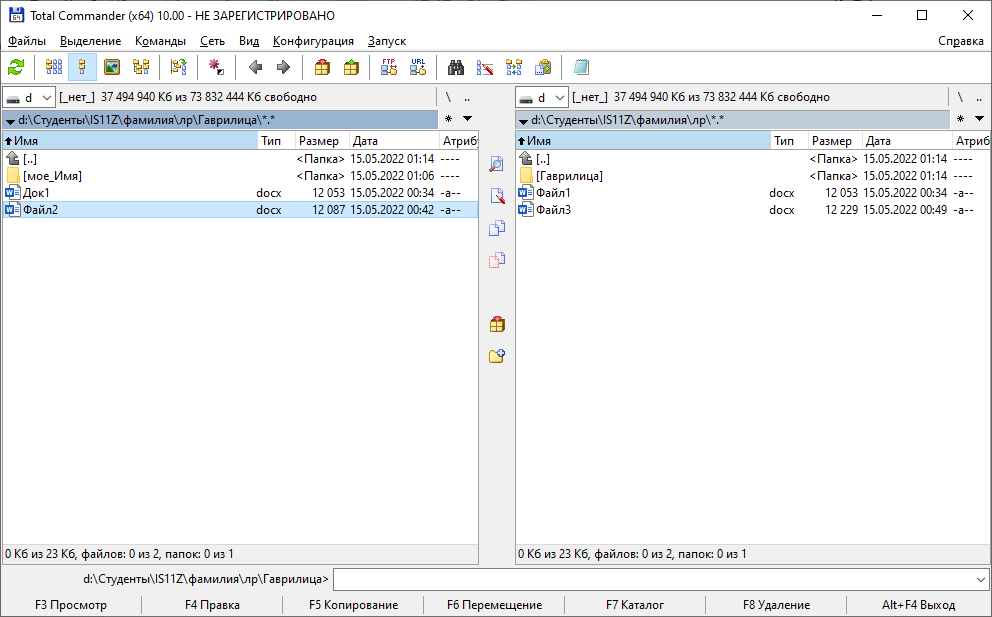 Total Commander (x64) 10.00 - НЕ ЗАРЕГИСТРИРОВАНО
Файлы Выделение Команды Сеть Вид Конфигурация Запуск Справка
FTP URL
d [_нет_] 37 494 940 Кб из 73 832 444 Кб свободно \ ..
d:\Студенты\IS11Z\фамилия\лр\Гаврилица\*.* *
Имя Тип Размер Дата Атриб
[..] <Папка> 15.05.2022 01:14 ----
[мое_Имя] <Папка> 15.05.2022 01:06 ----
Док1 docx 12 053 15.05.2022 00:34 -a--
Файл2 docx 12 087 15.05.2022 00:42 -a--
0 Кб из 23 Кб, файлов: 0 из 2, папок: 0 из 1
d [_нет_] 37 494 940 Кб из 73 832 444 Кб свободно \ ..
d:\Студенты\IS11Z\фамилия\лр\*.* *
Имя Тип Размер Дата Атриб
[..] <Папка> 15.05.2022 01:14 ----
[Гаврилица] <Папка> 15.05.2022 01:14 ----
Файл1 docx 12 053 15.05.2022 00:34 -a--
Файл3 docx 12 229 15.05.2022 00:49 -a--
0 Кб из 23 Кб, файлов: 0 из 2, папок: 0 из 1
d:\Студенты\IS11Z\фамилия\лр\Гаврилица>
F3 Просмотр F4 Правка F5 Копирование F6 Перемещение F7 Каталог F8 Удаление Alt+F4 Выход